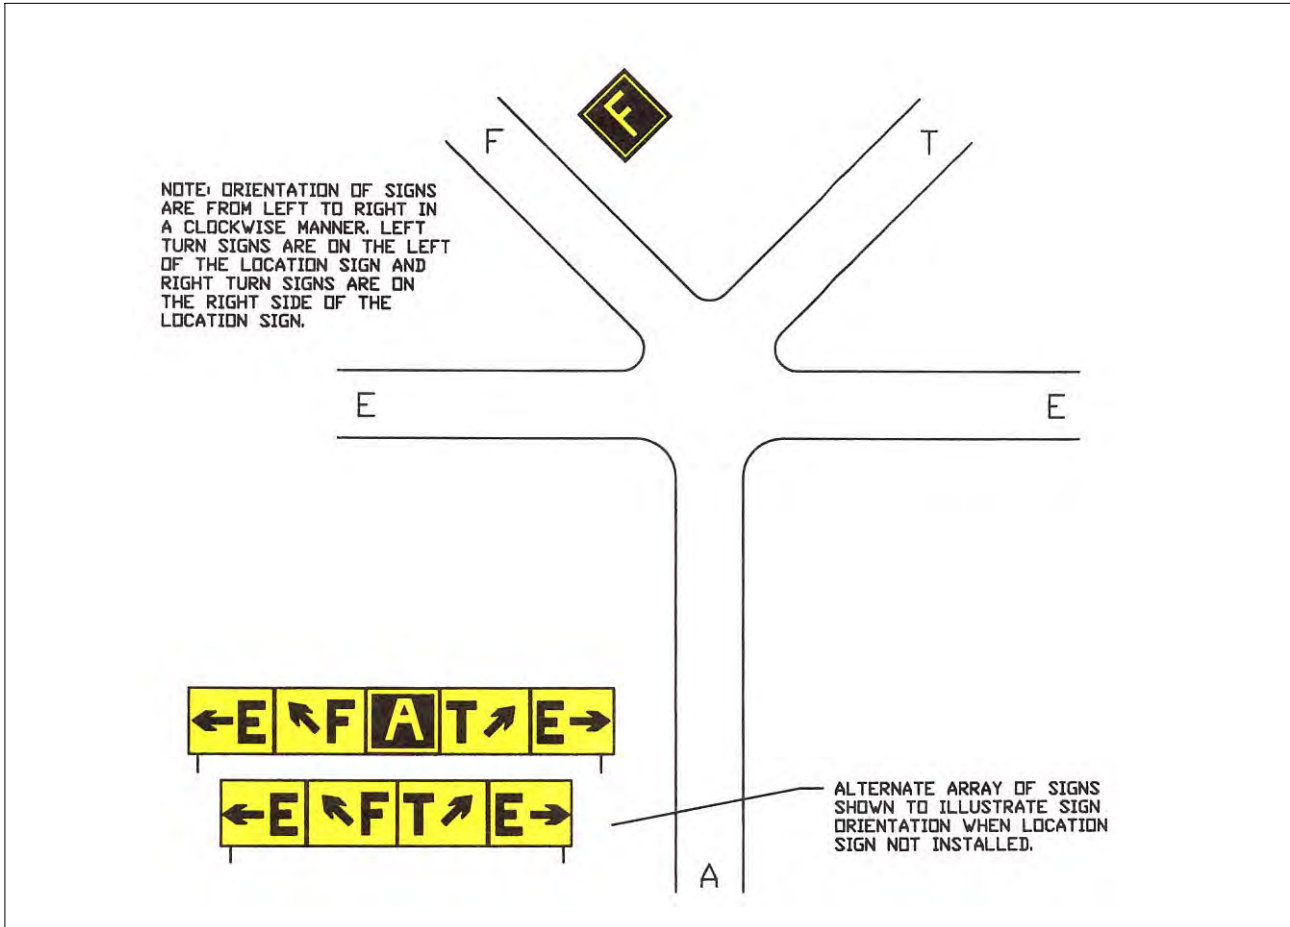 F
F
T
NOTE: ORIENTATION OF SIGNS
ARE FROM LEFT TO RIGHT IN
A CLOCKWISE MANNER. LEFT
TURN SIGNS ARE ON THE LEFT
OF THE LOCATION SIGN AND
RIGHT TURN SIGNS ARE ON
THE RIGHT SIDE OF THE
LOCATION SIGN.
E
E
←E ↖F A T↗ E→
←E ↖F T↗ E→
ALTERNATE ARRAY OF SIGNS
SHOWN TO ILLUSTRATE SIGN
ORIENTATION WHEN LOCATION
SIGN NOT INSTALLED.
A